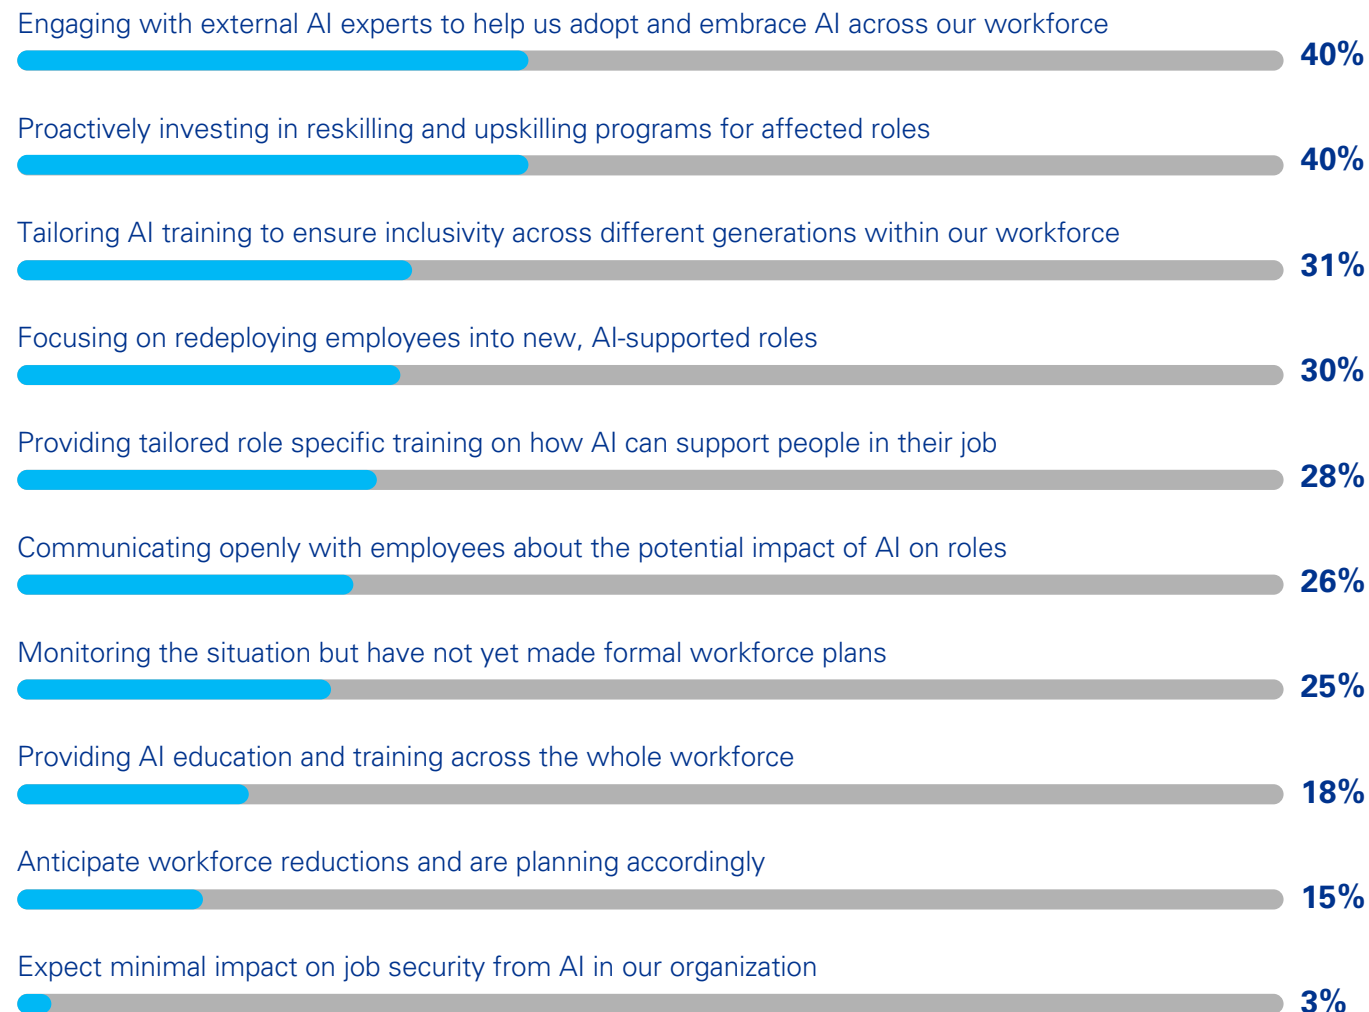 Engaging with external AI experts to help us adopt and embrace AI across our workforce
40%
Proactively investing in reskilling and upskilling programs for affected roles
40%
Tailoring AI training to ensure inclusivity across different generations within our workforce
31%
Focusing on redeploying employees into new, AI-supported roles
30%
Providing tailored role specific training on how AI can support people in their job
28%
Communicating openly with employees about the potential impact of AI on roles
26%
Monitoring the situation but have not yet made formal workforce plans
25%
Providing AI education and training across the whole workforce
18%
Anticipate workforce reductions and are planning accordingly
15%
Expect minimal impact on job security from AI in our organization
3%